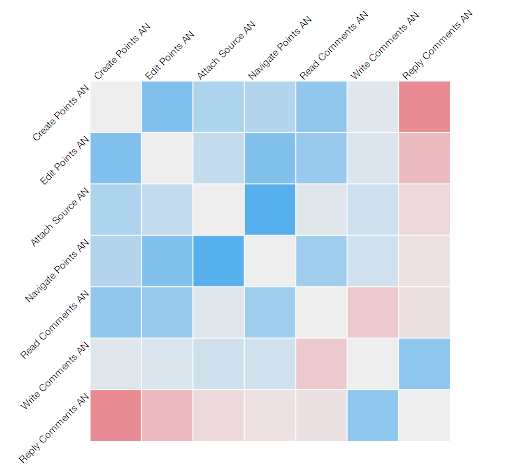 Create Points AN
Edit Points AN
Attach Source AN
Navigate Points AN
Read Comments AN
Write Comments AN
Reply Comments AN
Create Points AN
Edit Points AN
Attach Source AN
Navigate Points AN
Read Comments AN
Write Comments AN
Reply Comments AN